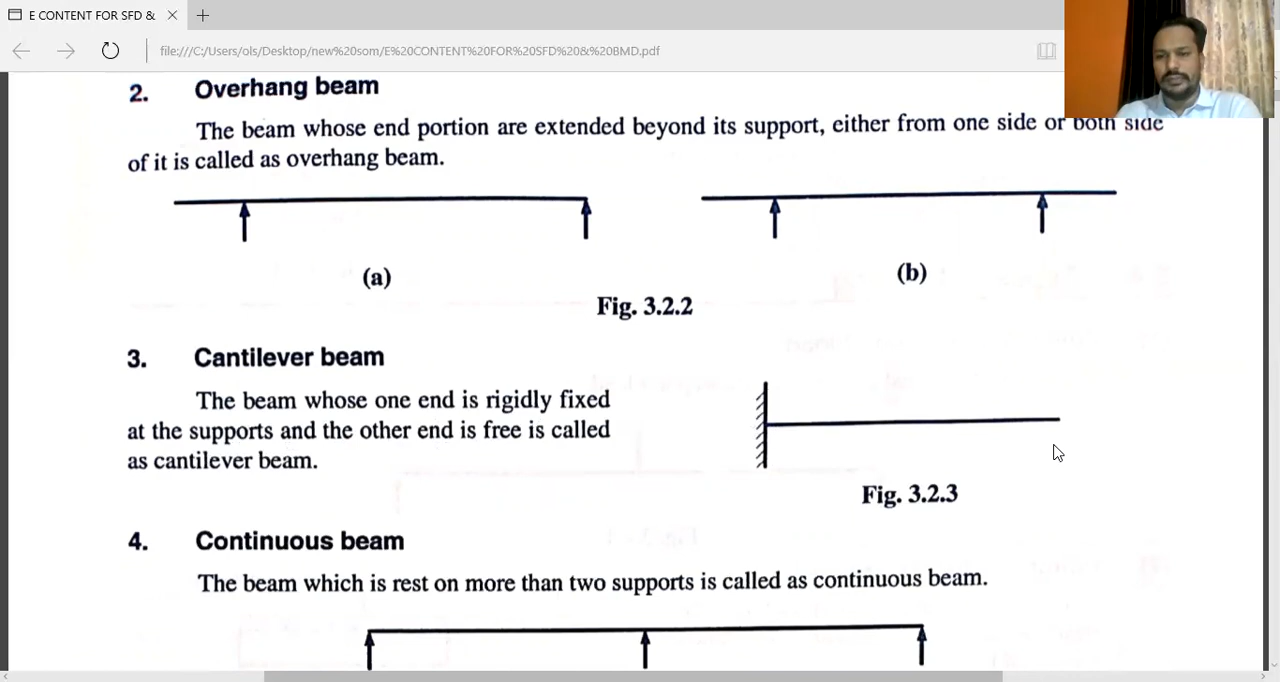 E CONTENT FOR SFD &
file:///C:/Users/ols/Desktop/new%20som/E%20CONTENT%20FOR%20SFD%20&%20BMD.pdf
2. Overhang beam
The beam whose end portion are extended beyond its support, either from one side or both side
of it is called as overhang beam.
(a) (b)
Fig. 3.2.2
3. Cantilever beam
The beam whose one end is rigidly fixed
at the supports and the other end is free is called
as cantilever beam.
Fig. 3.2.3
4. Continuous beam
The beam which is rest on more than two supports is called as continuous beam.